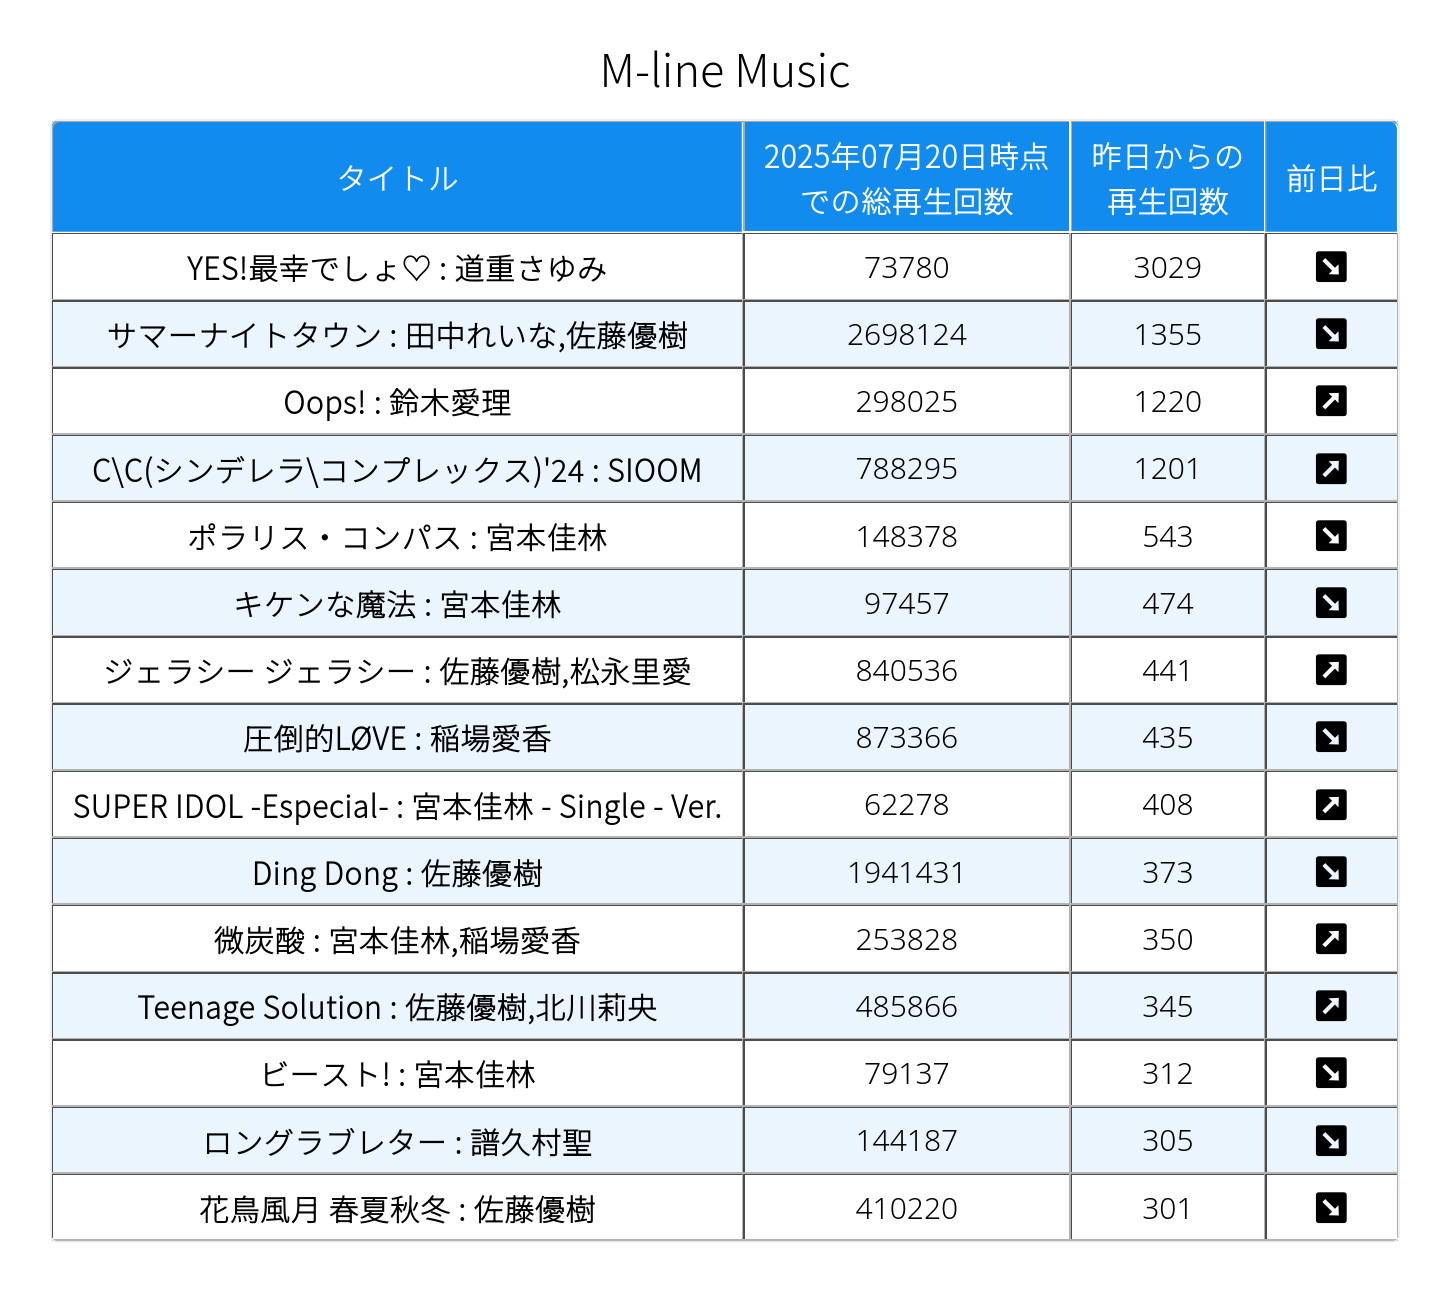 M-line Music
タイトル 2025年07月20日時点での総再生回数 昨日からの再生回数 前日比
YES!最幸でしょ♡ : 道重さゆみ 73780 3029 ↘
サマーナイトタウン : 田中れいな,佐藤優樹 2698124 1355 ↘
Oops! : 鈴木愛理 298025 1220 ↗
C\C(シンデレラ\コンプレックス)'24 : SIOOM 788295 1201 ↗
ポラリス・コンパス : 宮本佳林 148378 543 ↘
キケンな魔法 : 宮本佳林 97457 474 ↘
ジェラシー ジェラシー : 佐藤優樹,松永里愛 840536 441 ↗
圧倒的LØVE : 稲場愛香 873366 435 ↘
SUPER IDOL -Especial- : 宮本佳林 - Single - Ver. 62278 408 ↗
Ding Dong : 佐藤優樹 1941431 373 ↘
微炭酸 : 宮本佳林,稲場愛香 253828 350 ↗
Teenage Solution : 佐藤優樹,北川莉央 485866 345 ↗
ビースト! : 宮本佳林 79137 312 ↘
ロングラブレター : 譜久村聖 144187 305 ↘
花鳥風月 春夏秋冬 : 佐藤優樹 410220 301 ↘